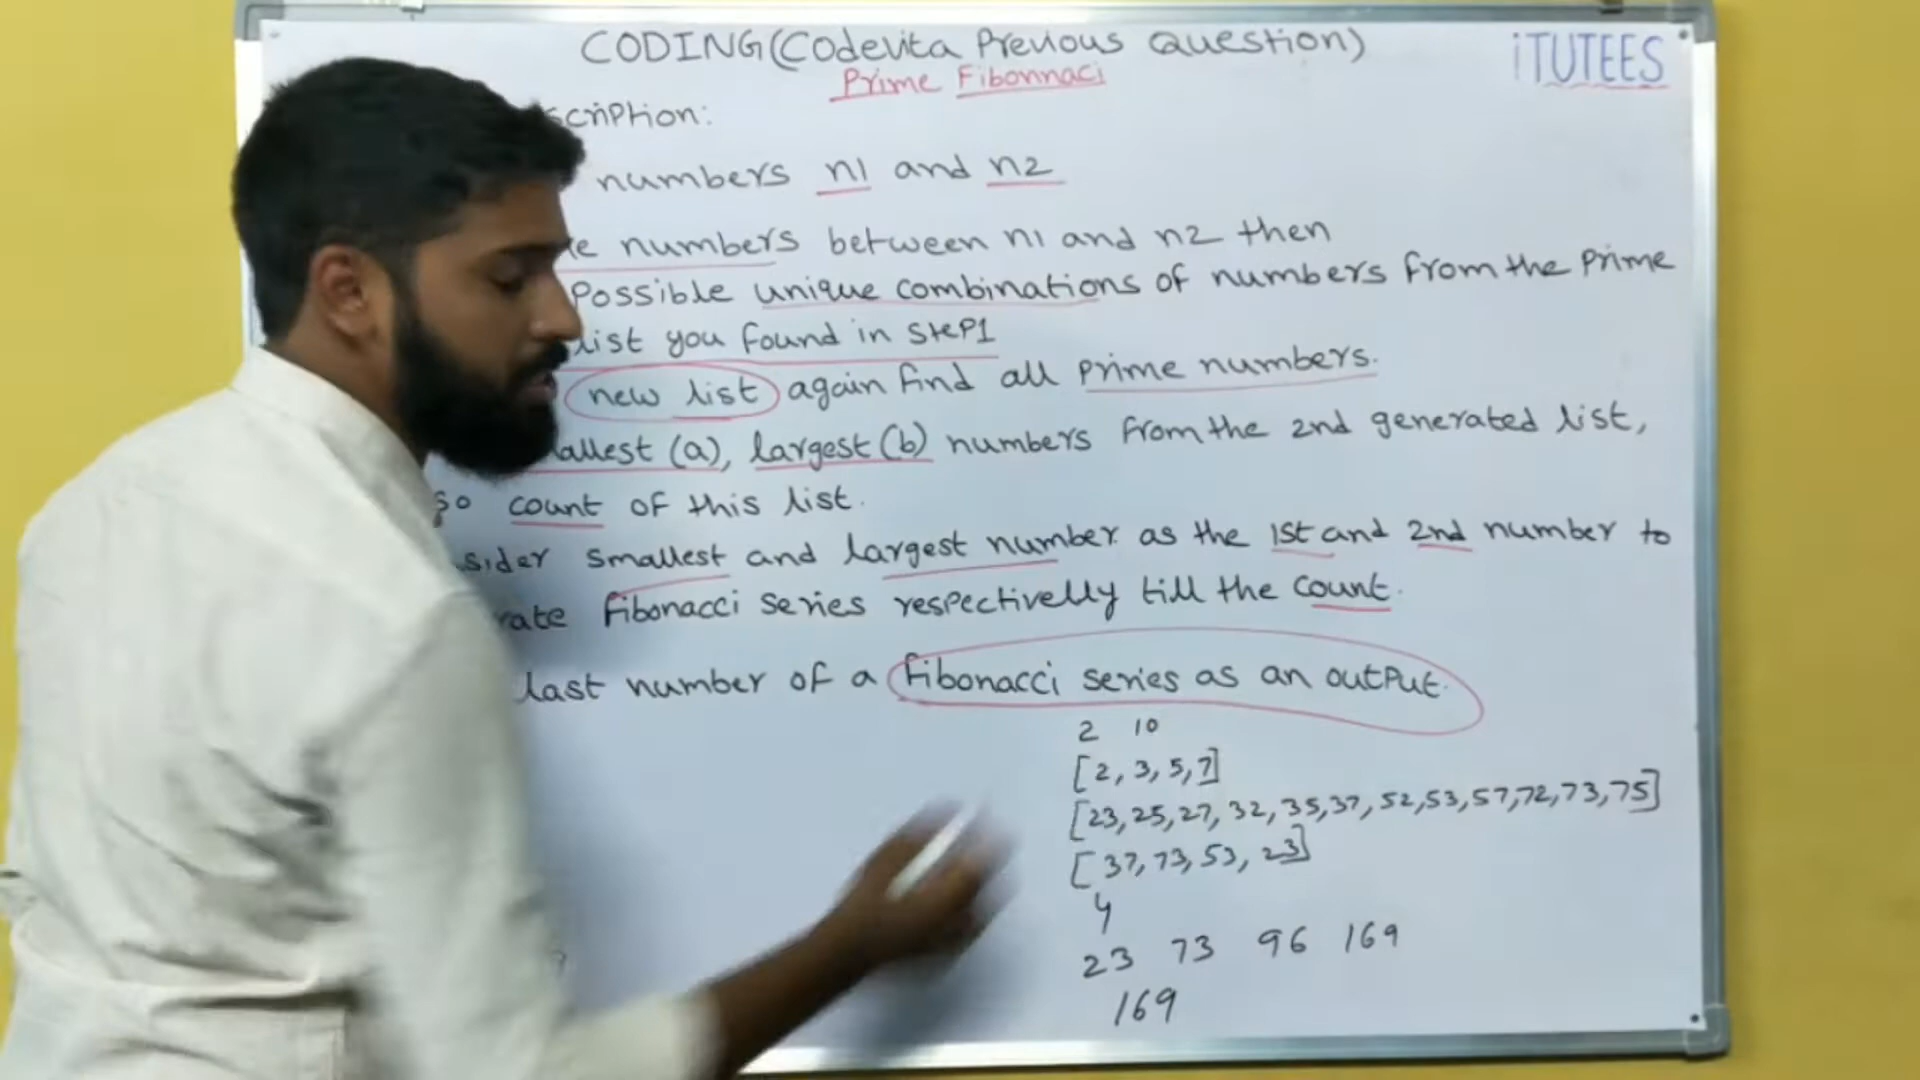 CODING(Codevita Previous Question)
iTUTEES
Prime Fibonnaci
scription:
numbers n1 and n2
numbers between n1 and n2 then
Possible unique combinations of numbers from the prime
list you found in step1
new list again find all prime numbers.
allest (a), largest (b) numbers from the 2nd generated list,
so count of this list.
sider smallest and largest number as the 1st and 2nd number to
rate fibonacci series respectivelly till the count.
last number of a fibonacci series as an output.
2 10
[2, 3, 5, 7]
[23, 25, 27, 32, 35, 37, 52, 53, 57, 72, 73, 75]
[37, 73, 53, 23]
4
23 73 96 169
169